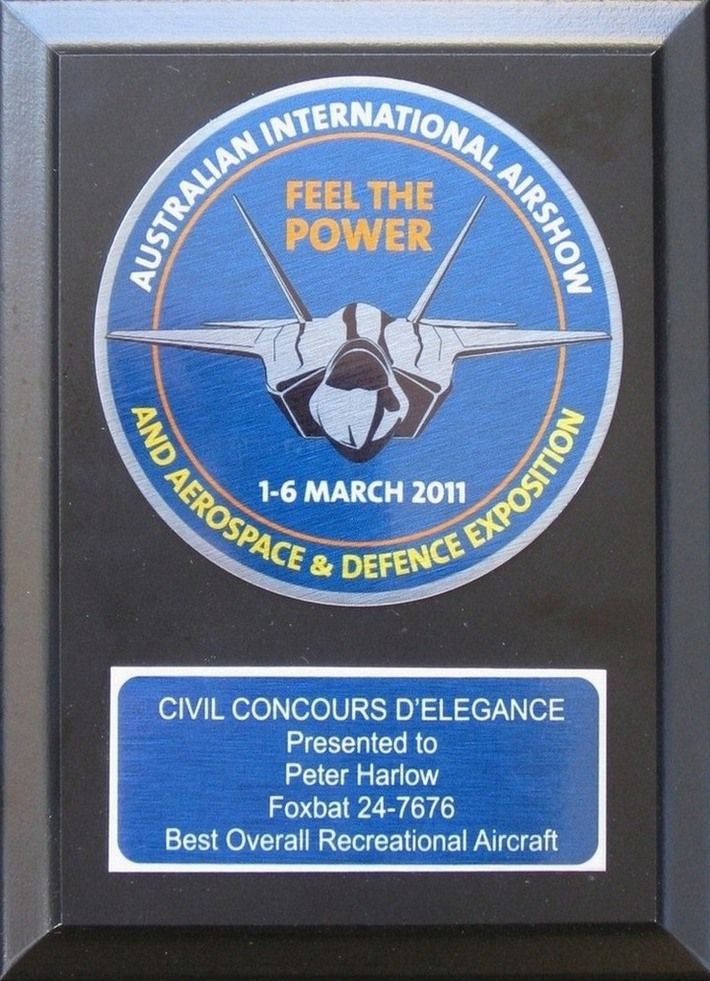 AUSTRALIAN INTERNATIONAL AIRSHOW
FEEL THE
POWER
1-6 MARCH 2011
AND AEROSPACE & DEFENCE EXPOSITION
CIVIL CONCOURS D'ELEGANCE
Presented to
Peter Harlow
Foxbat 24-7676
Best Overall Recreational Aircraft